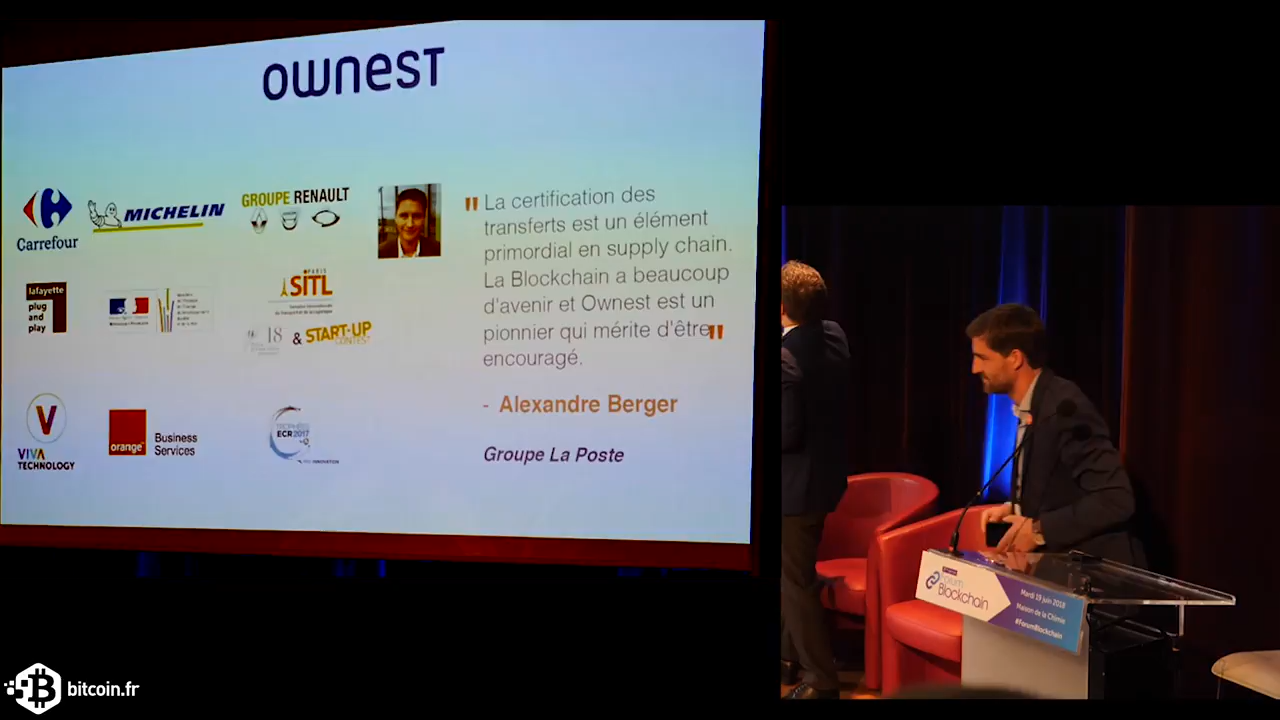 OWNEST
Carrefour
MICHELIN
GROUPE RENAULT
" La certification des
transferts est un élément
primordial en supply chain.
La Blockchain a beaucoup
d'avenir et Ownest est un
pionnier qui mérite d'être"
encouragé.
- Alexandre Berger
Groupe La Poste
lafayette
plug
and
play
PARIS
SITL
18
& START-UP
CONTEST
VIVA
TECHNOLOGY
orange
Business
Services
TROPHÉES
ECR 2017
INNOVATION
Forum
Blockchain
Mardi 19 juin 2018
Maison de la Chimie
#ForumBlockchain
bitcoin.fr